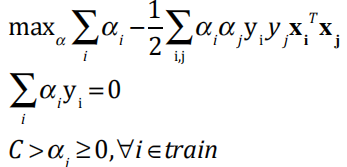 max_α ∑_i α_i − 1/2 ∑_{i,j} α_i α_j y_i y_j x_i^T x_j
∑_i α_i y_i = 0
C > α_i ≥ 0, ∀i ∈ train